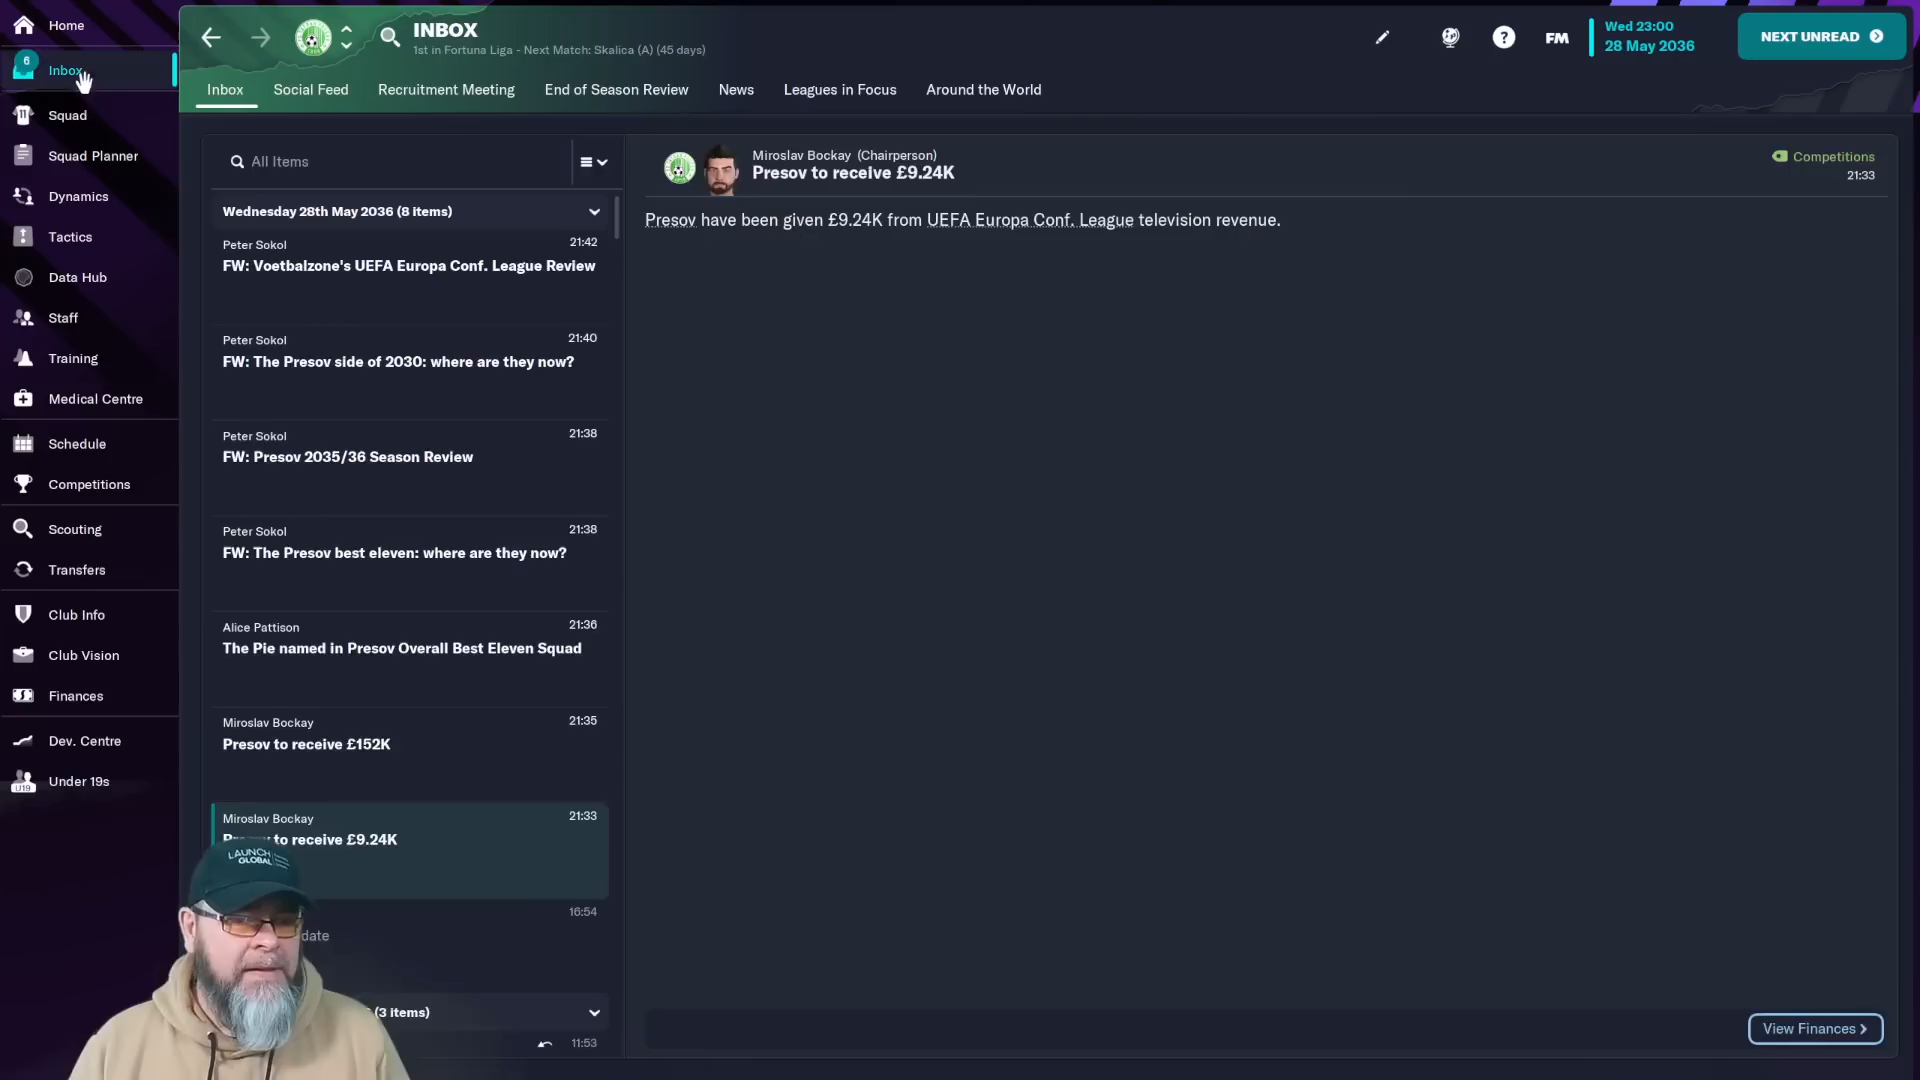 Home
6
Inbox
Squad
Squad Planner
Dynamics
Tactics
Data Hub
Staff
Training
Medical Centre
Schedule
Competitions
Scouting
Transfers
Club Info
Club Vision
Finances
Dev. Centre
U19
Under 19s
INBOX
1st in Fortuna Liga - Next Match: Skalica (A) (45 days)
FM
Wed 23:00
28 May 2036
NEXT UNREAD
Inbox
Social Feed
Recruitment Meeting
End of Season Review
News
Leagues in Focus
Around the World
All Items
Wednesday 28th May 2036 (8 items)
Peter Sokol 21:42
FW: Voetbalzone's UEFA Europa Conf. League Review
Peter Sokol 21:40
FW: The Presov side of 2030: where are they now?
Peter Sokol 21:38
FW: Presov 2035/36 Season Review
Peter Sokol 21:38
FW: The Presov best eleven: where are they now?
Alice Pattison 21:36
The Pie named in Presov Overall Best Eleven Squad
Miroslav Bockay 21:35
Presov to receive £152K
Miroslav Bockay 21:33
to receive £9.24K
16:54
(3 items)
11:53
Miroslav Bockay (Chairperson)
Presov to receive £9.24K
Competitions
21:33
Presov have been given £9.24K from UEFA Europa Conf. League television revenue.
View Finances
LAUNCH
GLOBAL